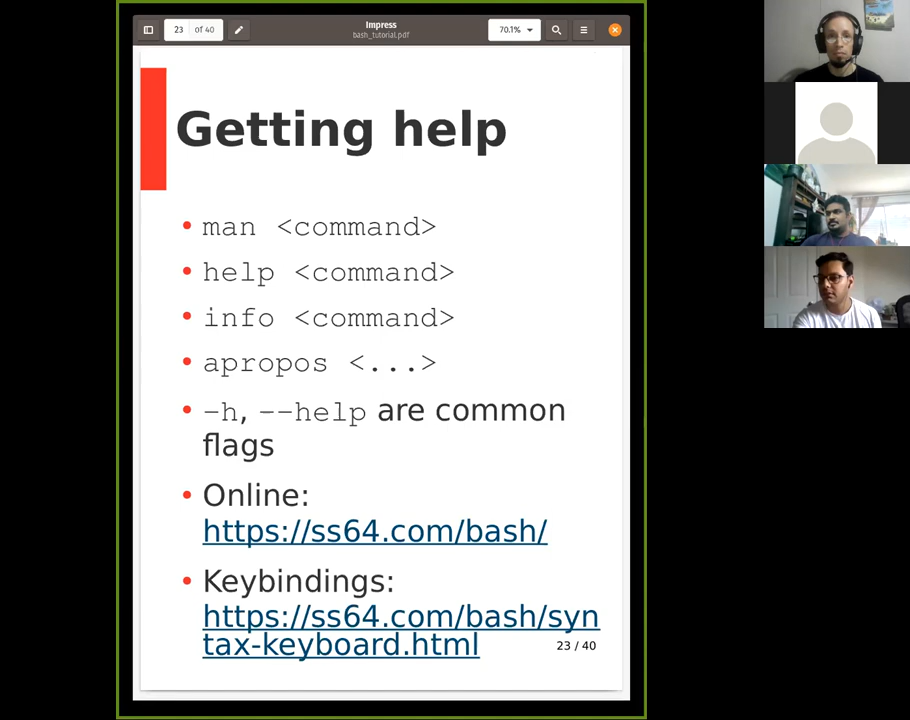 23 of 40
Impress
bash_tutorial.pdf
70.1%
Getting help
• man <command>
• help <command>
• info <command>
• apropos <...>
• -h, --help are common
flags
• Online:
https://ss64.com/bash/
• Keybindings:
https://ss64.com/bash/syn
tax-keyboard.html
23 / 40